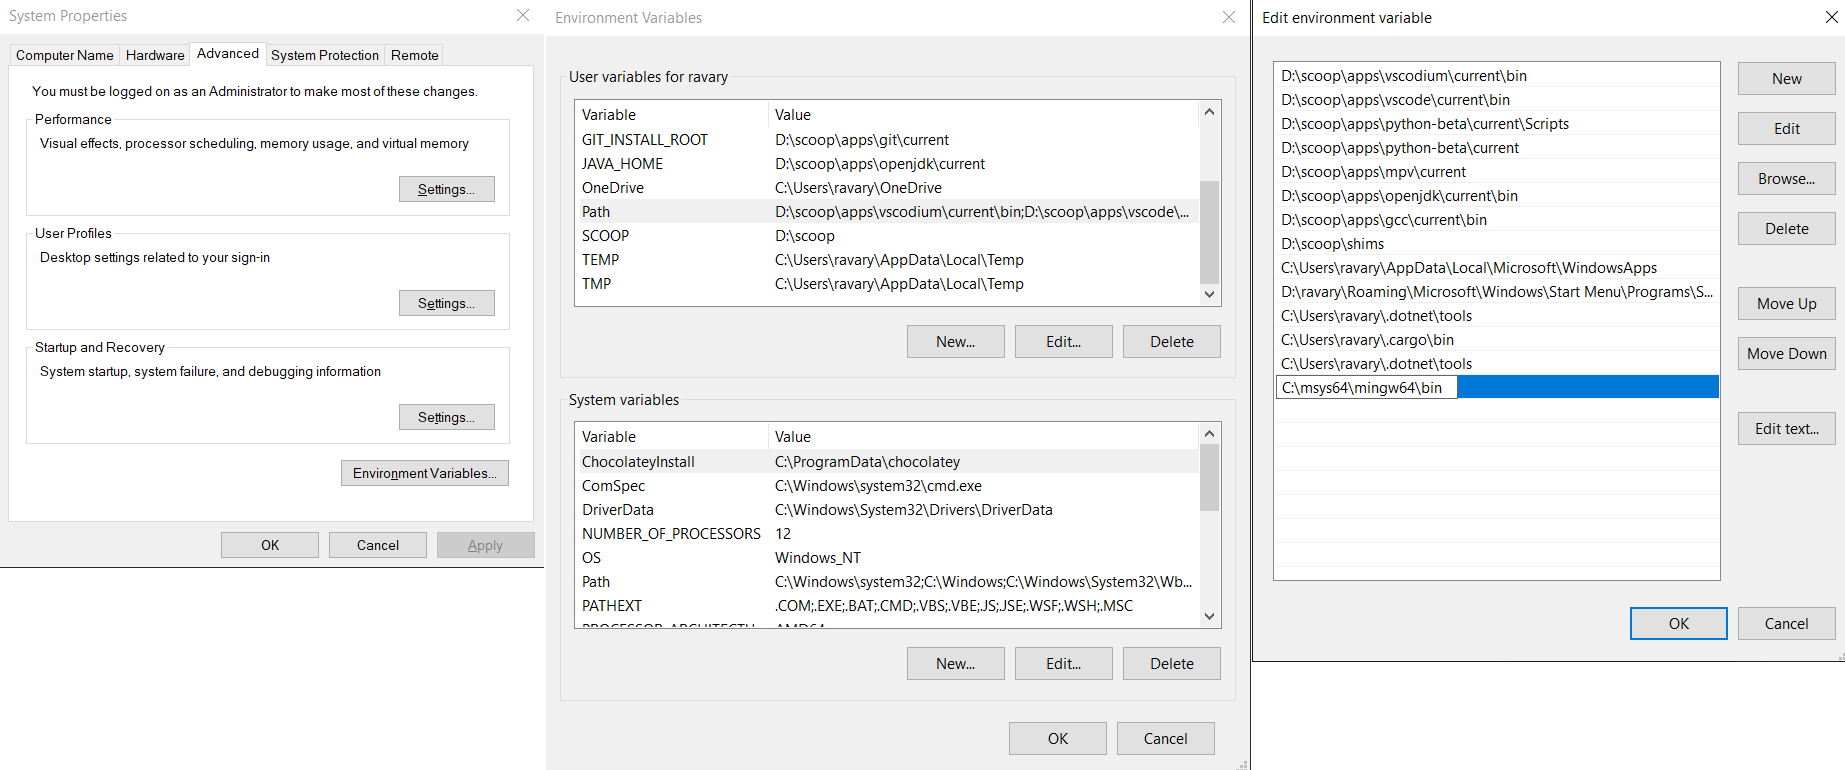 System Properties
Computer Name Hardware Advanced System Protection Remote
You must be logged on as an Administrator to make most of these changes.
Performance
Visual effects, processor scheduling, memory usage, and virtual memory
Settings...
User Profiles
Desktop settings related to your sign-in
Settings...
Startup and Recovery
System startup, system failure, and debugging information
Settings...
Environment Variables...
OK Cancel Apply
Environment Variables
User variables for ravary
Variable Value
GIT_INSTALL_ROOT D:\scoop\apps\git\current
JAVA_HOME D:\scoop\apps\openjdk\current
OneDrive C:\Users\ravary\OneDrive
Path D:\scoop\apps\vscodium\current\bin;D:\scoop\apps\vscode\...
SCOOP D:\scoop
TEMP C:\Users\ravary\AppData\Local\Temp
TMP C:\Users\ravary\AppData\Local\Temp
New... Edit... Delete
System variables
Variable Value
ChocolateyInstall C:\ProgramData\chocolatey
ComSpec C:\Windows\system32\cmd.exe
DriverData C:\Windows\System32\Drivers\DriverData
NUMBER_OF_PROCESSORS 12
OS Windows_NT
Path C:\Windows\system32;C:\Windows;C:\Windows\System32\Wb...
PATHEXT .COM;.EXE;.BAT;.CMD;.VBS;.VBE;.JS;.JSE;.WSF;.WSH;.MSC
New... Edit... Delete
OK Cancel
Edit environment variable
D:\scoop\apps\vscodium\current\bin
D:\scoop\apps\vscode\current\bin
D:\scoop\apps\python-beta\current\Scripts
D:\scoop\apps\python-beta\current
D:\scoop\apps\mpv\current
D:\scoop\apps\openjdk\current\bin
D:\scoop\apps\gcc\current\bin
D:\scoop\shims
C:\Users\ravary\AppData\Local\Microsoft\WindowsApps
D:\ravary\Roaming\Microsoft\Windows\Start Menu\Programs\S...
C:\Users\ravary\.dotnet\tools
C:\Users\ravary\.cargo\bin
C:\Users\ravary\.dotnet\tools
C:\msys64\mingw64\bin
New
Edit
Browse...
Delete
Move Up
Move Down
Edit text...
OK Cancel